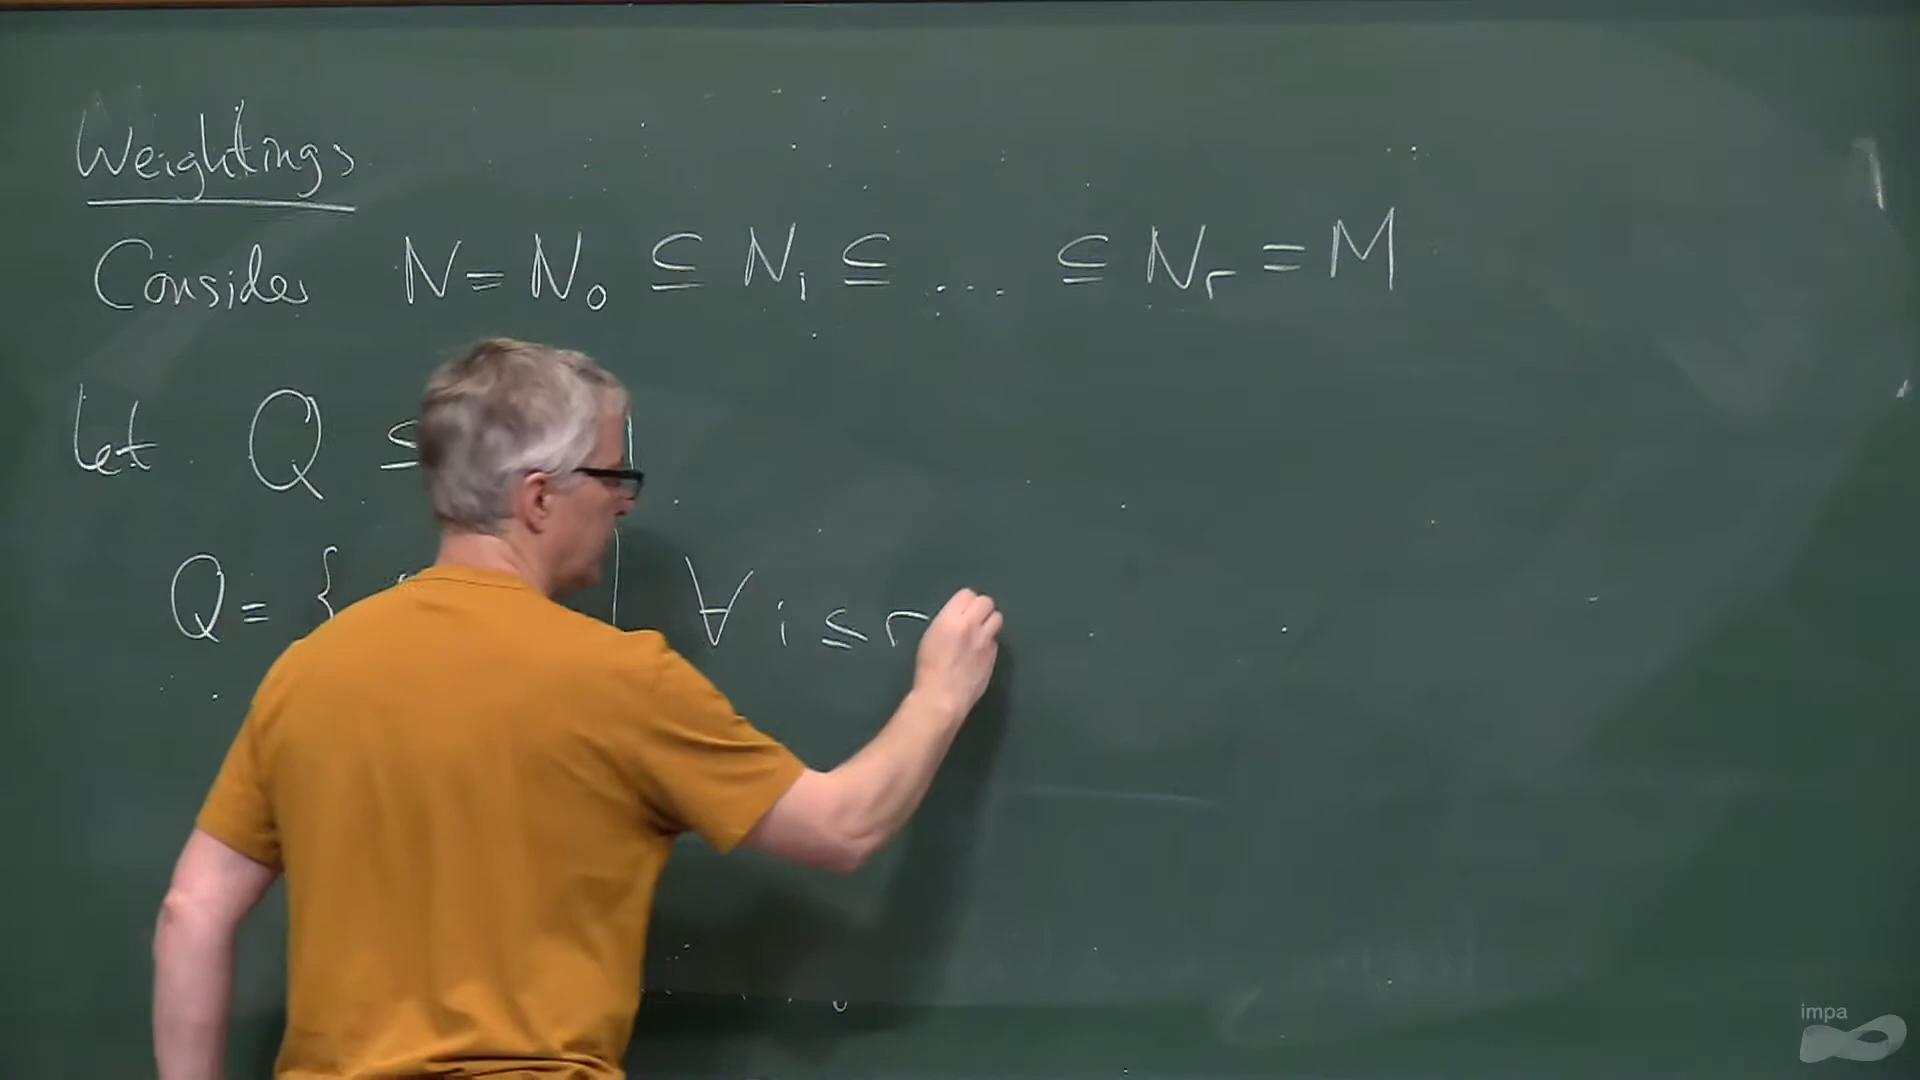 Weightings
Consider N = N₀ ⊆ N₁ ⊆ ... ⊆ Nᵣ = M
Let Q ⊆
Q = { | ∀ i ≤ r
impa